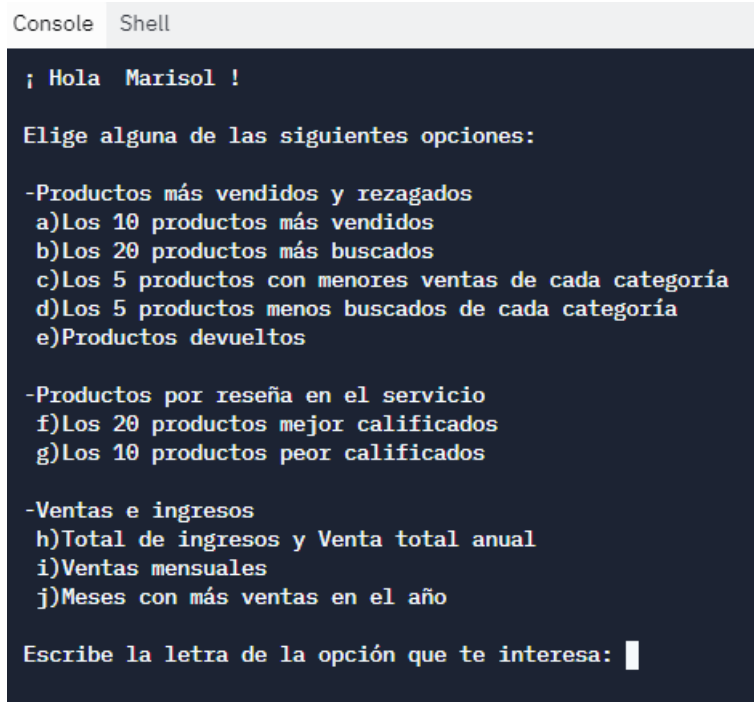 Console Shell
¡ Hola  Marisol !
Elige alguna de las siguientes opciones:
-Productos más vendidos y rezagados
a)Los 10 productos más vendidos
b)Los 20 productos más buscados
c)Los 5 productos con menores ventas de cada categoría
d)Los 5 productos menos buscados de cada categoría
e)Productos devueltos
-Productos por reseña en el servicio
f)Los 20 productos mejor calificados
g)Los 10 productos peor calificados
-Ventas e ingresos
h)Total de ingresos y Venta total anual
i)Ventas mensuales
j)Meses con más ventas en el año
Escribe la letra de la opción que te interesa: